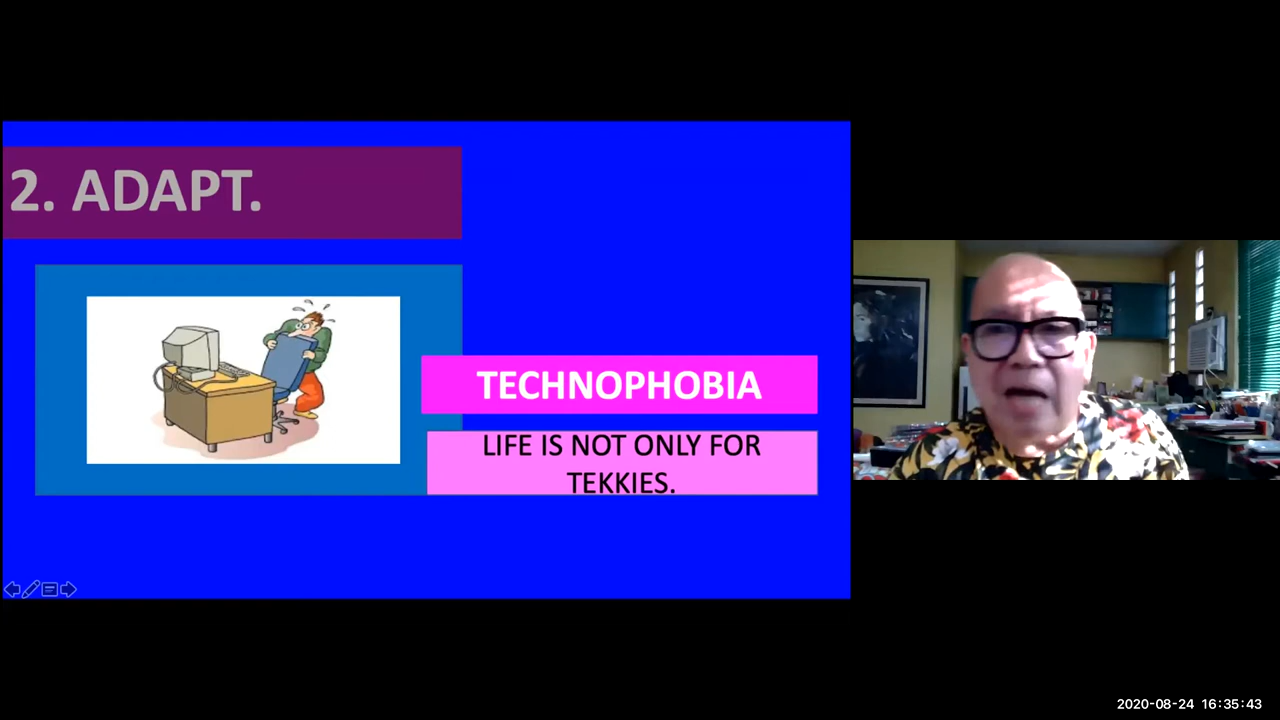 2. ADAPT.
TECHNOPHOBIA
LIFE IS NOT ONLY FOR
TEKKIES.
2020-08-24 16:35:43